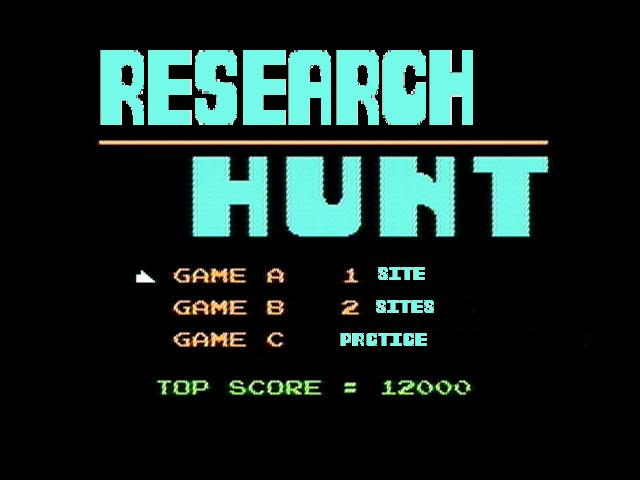 RESEARCH
HUNT
GAME A 1 SITE
GAME B 2 SITES
GAME C PRCTICE
TOP SCORE = 12000